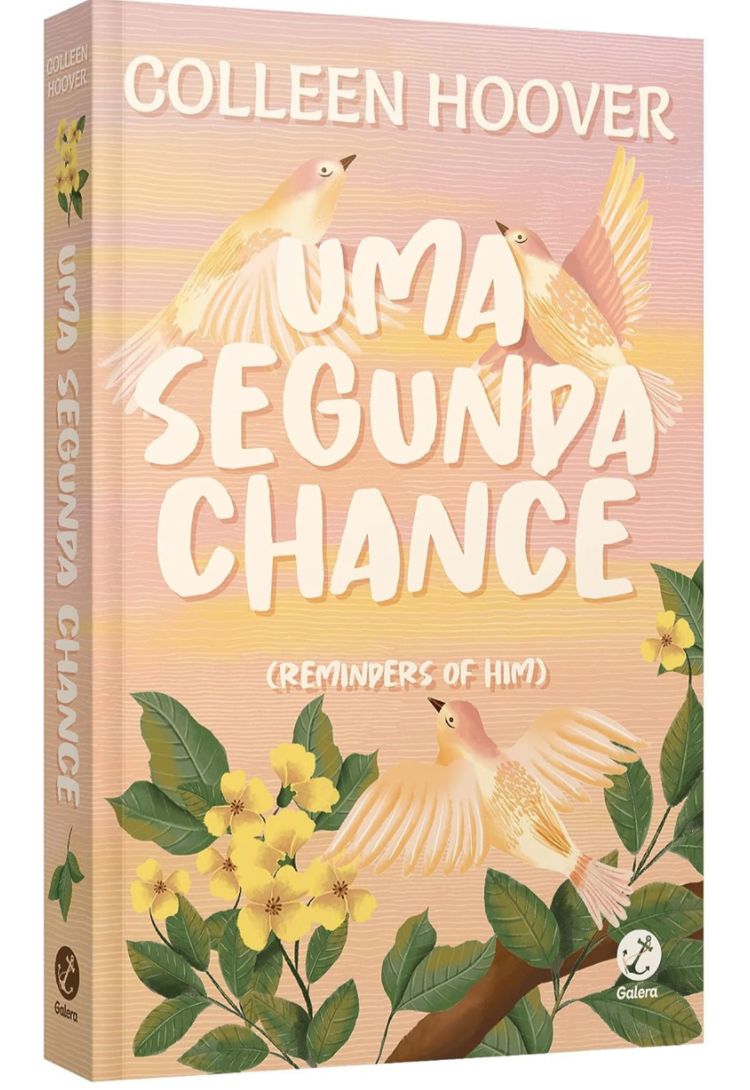 COLLEEN HOOVER
UMA
SEGUNDA
CHANCE
(REMINDERS OF HIM)
Galera
COLLEEN
HOOVER
UMA SEGUNDA CHANCE
Galera